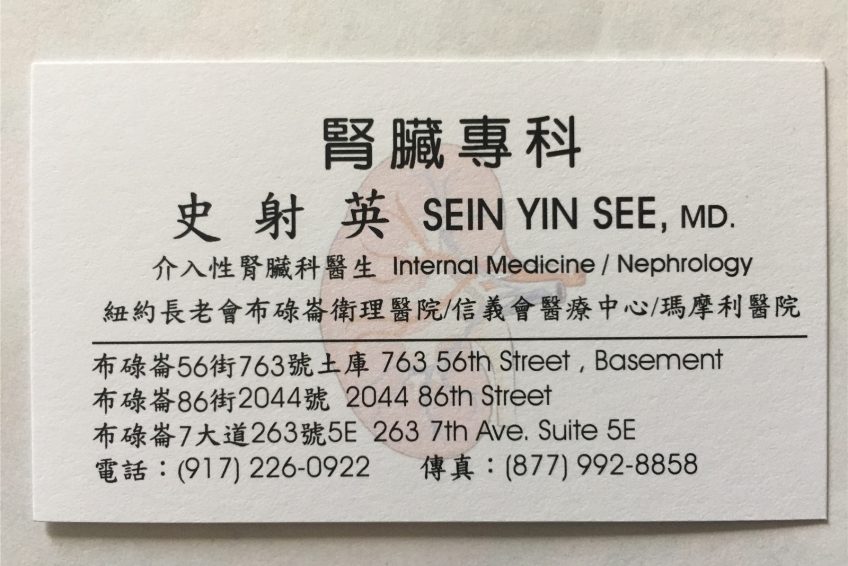 腎臟專科
史射英 SEIN YIN SEE, MD.
介入性腎臟科醫生 Internal Medicine / Nephrology
紐約長老會布碌崙衛理醫院/信義會醫療中心/瑪摩利醫院
布碌崙56街763號土庫 763 56th Street , Basement
布碌崙86街2044號 2044 86th Street
布碌崙7大道263號5E 263 7th Ave. Suite 5E
電話：(917) 226-0922 傳真：(877) 992-8858